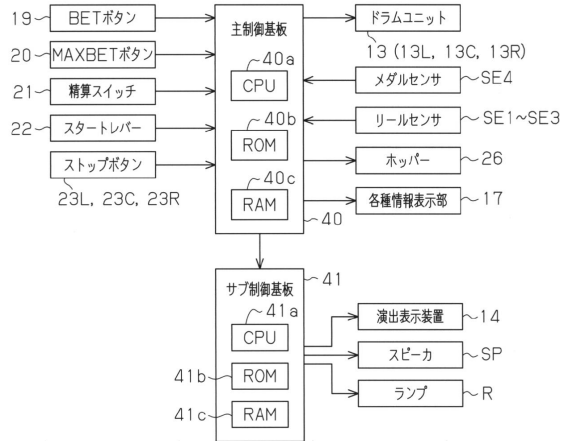 19 BETボタン
20 MAXBETボタン
21 精算スイッチ
22 スタートレバー
ストップボタン
23L, 23C, 23R
主制御基板
40a
CPU
40b
ROM
40c
RAM
40
ドラムユニット
13 (13L, 13C, 13R)
メダルセンサ SE4
リールセンサ SE1~SE3
ホッパー 26
各種情報表示部 17
41
サブ制御基板
41a
CPU
41b ROM
41c RAM
演出表示装置 14
スピーカ SP
ランプ R